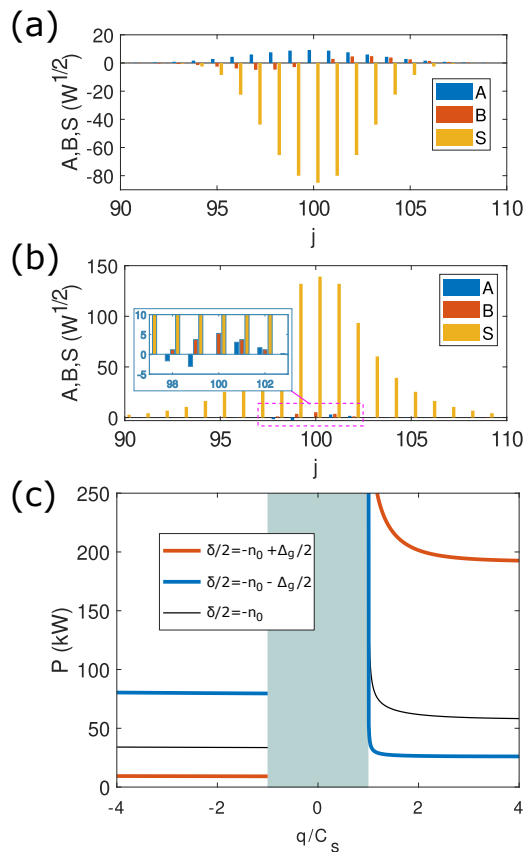 (a)
A,B,S (W^1/2)
20
0
-20
-40
-60
-80
A
B
S
90 95 100 105 110
j
(b)
A,B,S (W^1/2)
150
100
50
0
10
5
0
-5
98 100 102
A
B
S
90 95 100 105 110
j
(c)
P (kW)
250
200
150
100
50
0
δ/2=-n₀ +Δg/2
δ/2=-n₀ - Δg/2
δ/2=-n₀
-4 -2 0 2 4
q/Cₛ